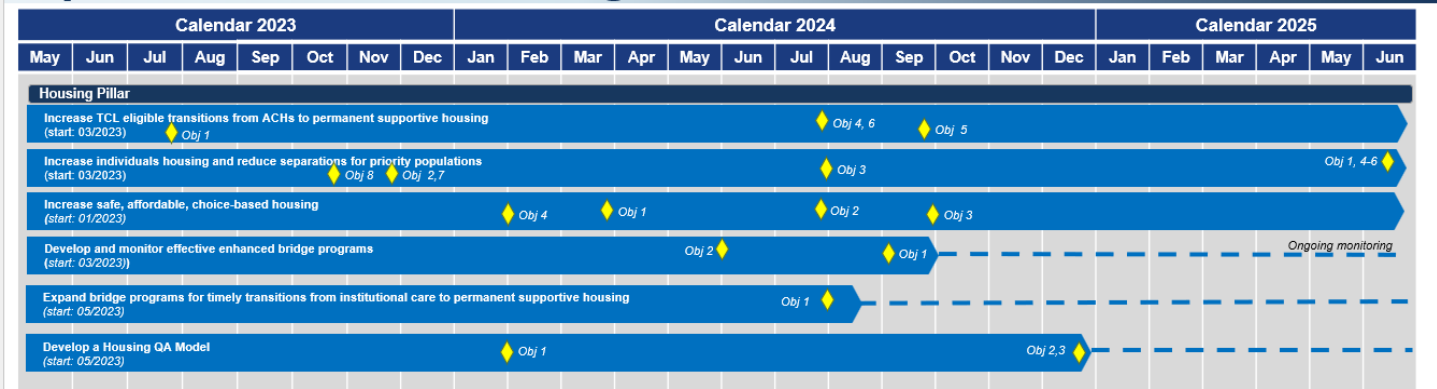 Calendar 2023 Calendar 2024 Calendar 2025
May Jun Jul Aug Sep Oct Nov Dec Jan Feb Mar Apr May Jun Jul Aug Sep Oct Nov Dec Jan Feb Mar Apr May Jun
Housing Pillar
Increase TCL eligible transitions from ACHs to permanent supportive housing
(start: 03/2023)
Obj 1
Obj 4, 6
Obj 5
Increase individuals housing and reduce separations for priority populations
(start: 03/2023)
Obj 8
Obj 2,7
Obj 3
Obj 1, 4-6
Increase safe, affordable, choice-based housing
(start: 01/2023)
Obj 4
Obj 1
Obj 2
Obj 3
Develop and monitor effective enhanced bridge programs
(start: 03/2023))
Obj 2
Obj 1
Ongoing monitoring
Expand bridge programs for timely transitions from institutional care to permanent supportive housing
(start: 05/2023)
Obj 1
Develop a Housing QA Model
(start: 05/2023)
Obj 1
Obj 2,3